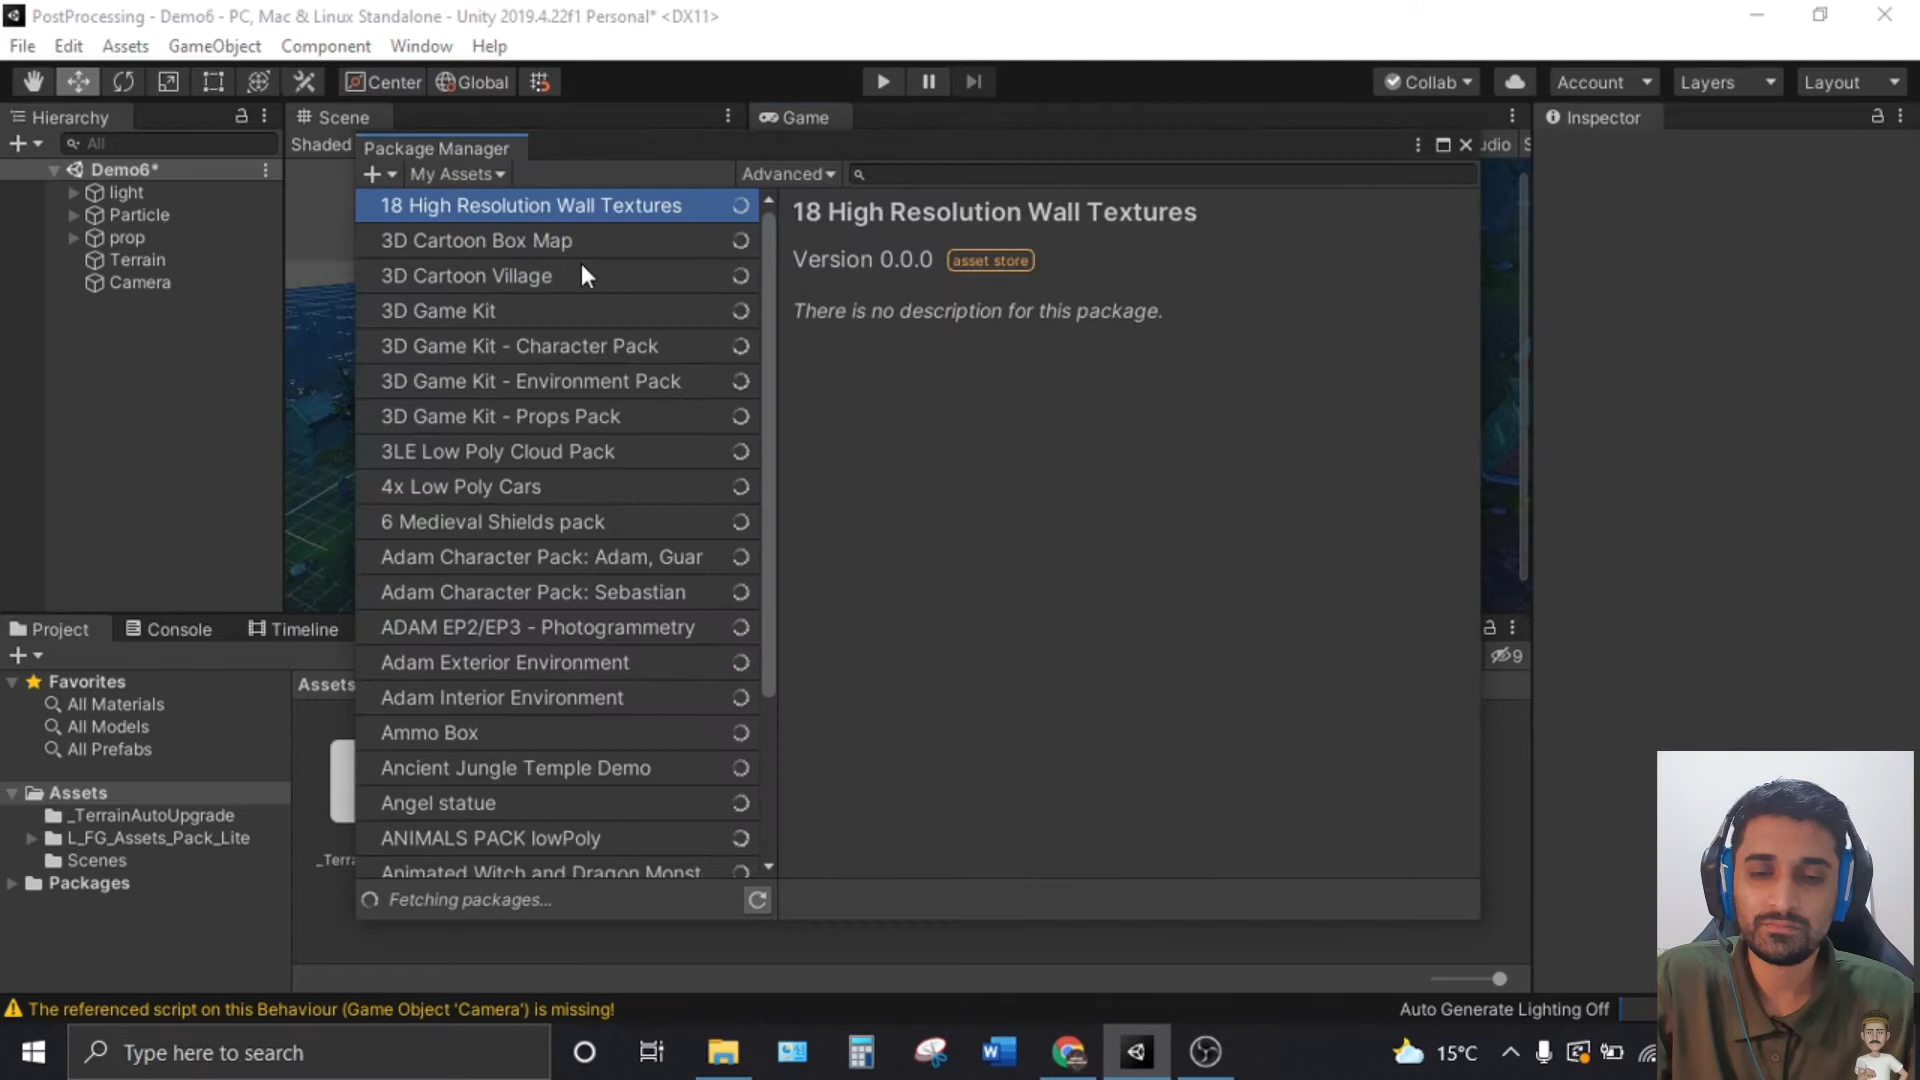 PostProcessing - Demo6 - PC, Mac & Linux Standalone - Unity 2019.4.22f1 Personal* <DX11>
File Edit Assets GameObject Component Window Help
Center Global Collab Account Layers Layout
Hierarchy Scene Game Inspector
All Shaded
Demo6*
light
Particle
prop
Terrain
Camera
Package Manager
My Assets Advanced
18 High Resolution Wall Textures
3D Cartoon Box Map
3D Cartoon Village
3D Game Kit
3D Game Kit - Character Pack
3D Game Kit - Environment Pack
3D Game Kit - Props Pack
3LE Low Poly Cloud Pack
4x Low Poly Cars
6 Medieval Shields pack
Adam Character Pack: Adam, Guar
Adam Character Pack: Sebastian
ADAM EP2/EP3 - Photogrammetry
Adam Exterior Environment
Adam Interior Environment
Ammo Box
Ancient Jungle Temple Demo
Angel statue
ANIMALS PACK lowPoly
Animated Witch and Dragon Monst
Fetching packages...
18 High Resolution Wall Textures
Version 0.0.0 asset store
There is no description for this package.
Project Console Timeline
9
Favorites
All Materials
All Models
All Prefabs
Assets
_TerrainAutoUpgrade
L_FG_Assets_Pack_Lite
Scenes
Packages
Assets
_Terra
The referenced script on this Behaviour (Game Object 'Camera') is missing!
Auto Generate Lighting Off
Type here to search
15°C